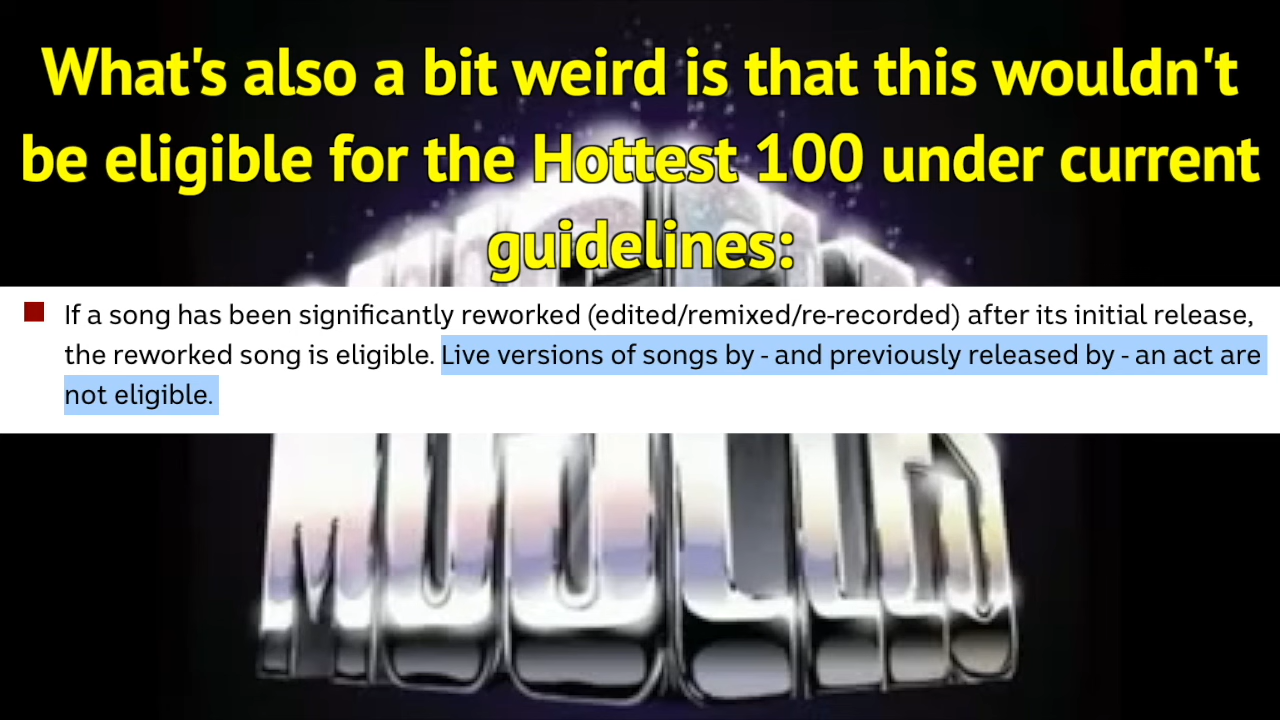 What's also a bit weird is that this wouldn't
be eligible for the Hottest 100 under current
guidelines:
If a song has been significantly reworked (edited/remixed/re-recorded) after its initial release,
the reworked song is eligible. Live versions of songs by - and previously released by - an act are
not eligible.